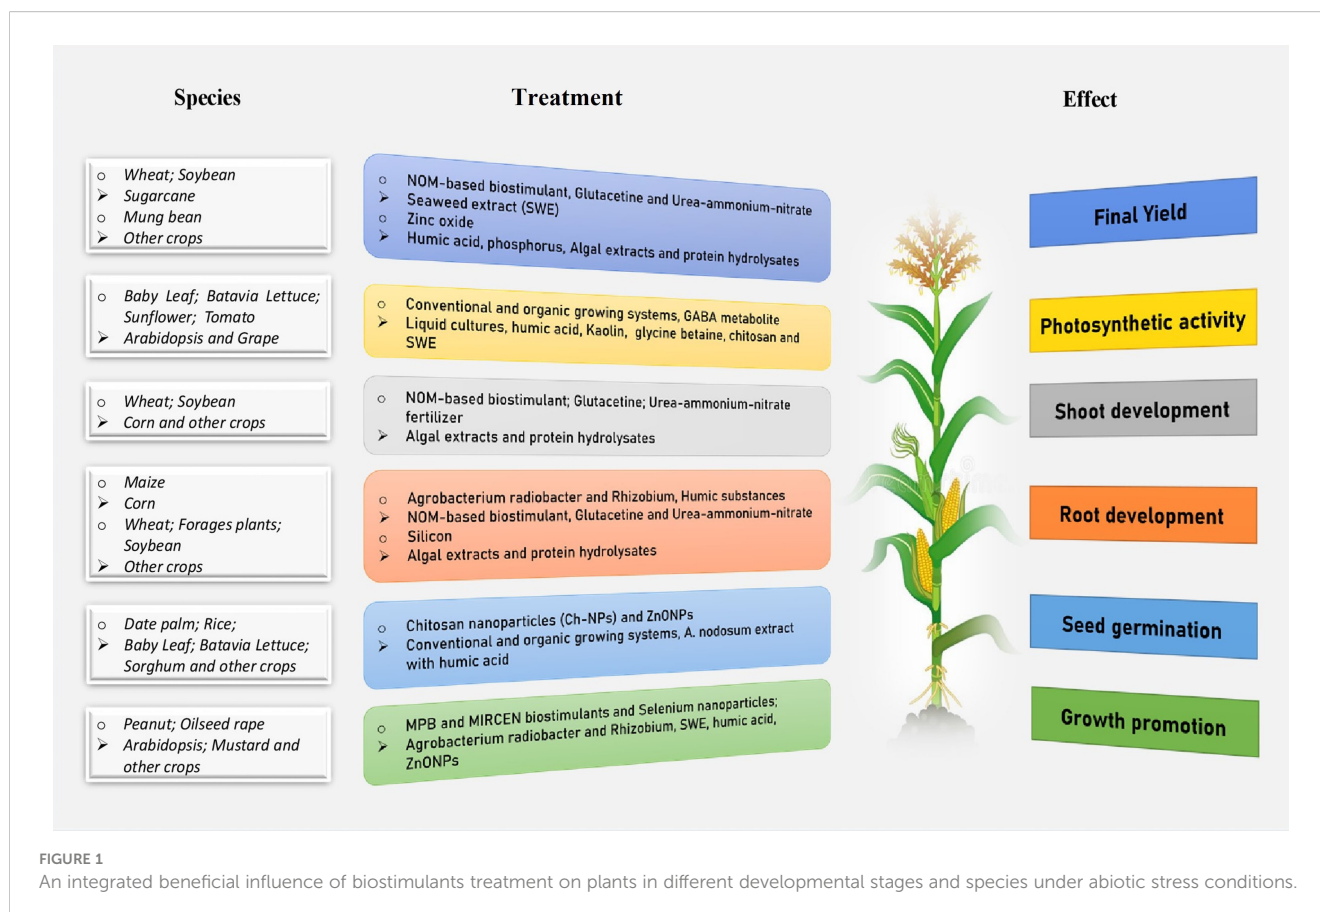 Species
Treatment
Effect
Wheat; Soybean
Sugarcane
Mung bean
Other crops
NOM-based biostimulant, Glutacetine and Urea-ammonium-nitrate
Seaweed extract (SWE)
Zinc oxide
Humic acid, phosphorus, Algal extracts and protein hydrolysates
Final Yield
Baby Leaf; Batavia Lettuce;
Sunflower; Tomato
Arabidopsis and Grape
Conventional and organic growing systems, GABA metabolite
Liquid cultures, humic acid, Kaolin, glycine betaine, chitosan and
SWE
Photosynthetic activity
Wheat; Soybean
Corn and other crops
NOM-based biostimulant; Glutacetine; Urea-ammonium-nitrate
fertilizer
Algal extracts and protein hydrolysates
Shoot development
Maize
Corn
Wheat; Forages plants;
Soybean
Other crops
Agrobacterium radiobacter and Rhizobium, Humic substances
NOM-based biostimulant, Glutacetine and Urea-ammonium-nitrate
Silicon
Algal extracts and protein hydrolysates
Root development
Date palm; Rice;
Baby Leaf; Batavia Lettuce;
Sorghum and other crops
Chitosan nanoparticles (Ch-NPs) and ZnONPs
Conventional and organic growing systems, A. nodosum extract
with humic acid
Seed germination
Peanut; Oilseed rape
Arabidopsis; Mustard and
other crops
MPB and MIRCEN biostimulants and Selenium nanoparticles;
Agrobacterium radiobacter and Rhizobium, SWE, humic acid,
ZnONPs
Growth promotion
FIGURE 1
An integrated beneficial influence of biostimulants treatment on plants in different developmental stages and species under abiotic stress conditions.